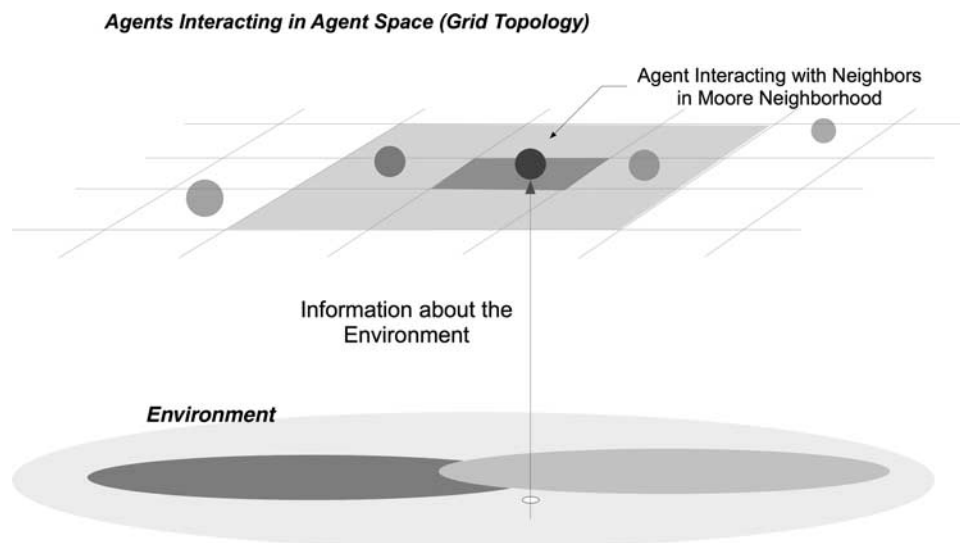 Agents Interacting in Agent Space (Grid Topology)
Agent Interacting with Neighbors
in Moore Neighborhood
Information about the
Environment
Environment